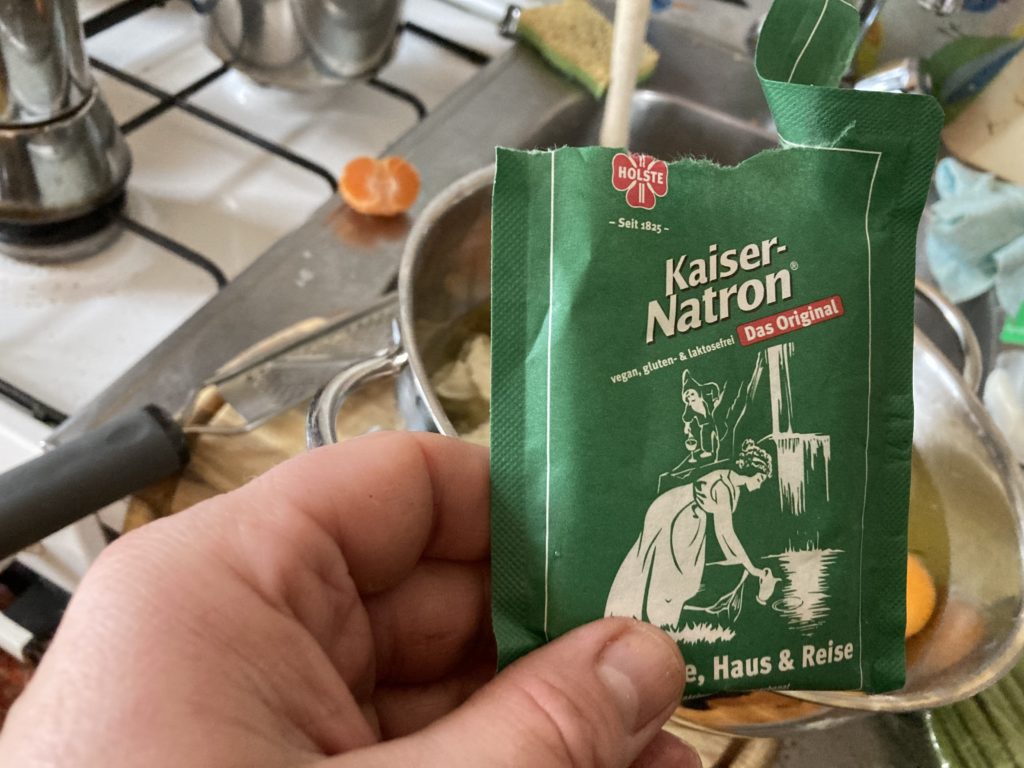 HOLSTE
– Seit 1825 –
Kaiser-
Natron®
Das Original
vegan, gluten- & laktosefrei
e, Haus & Reise